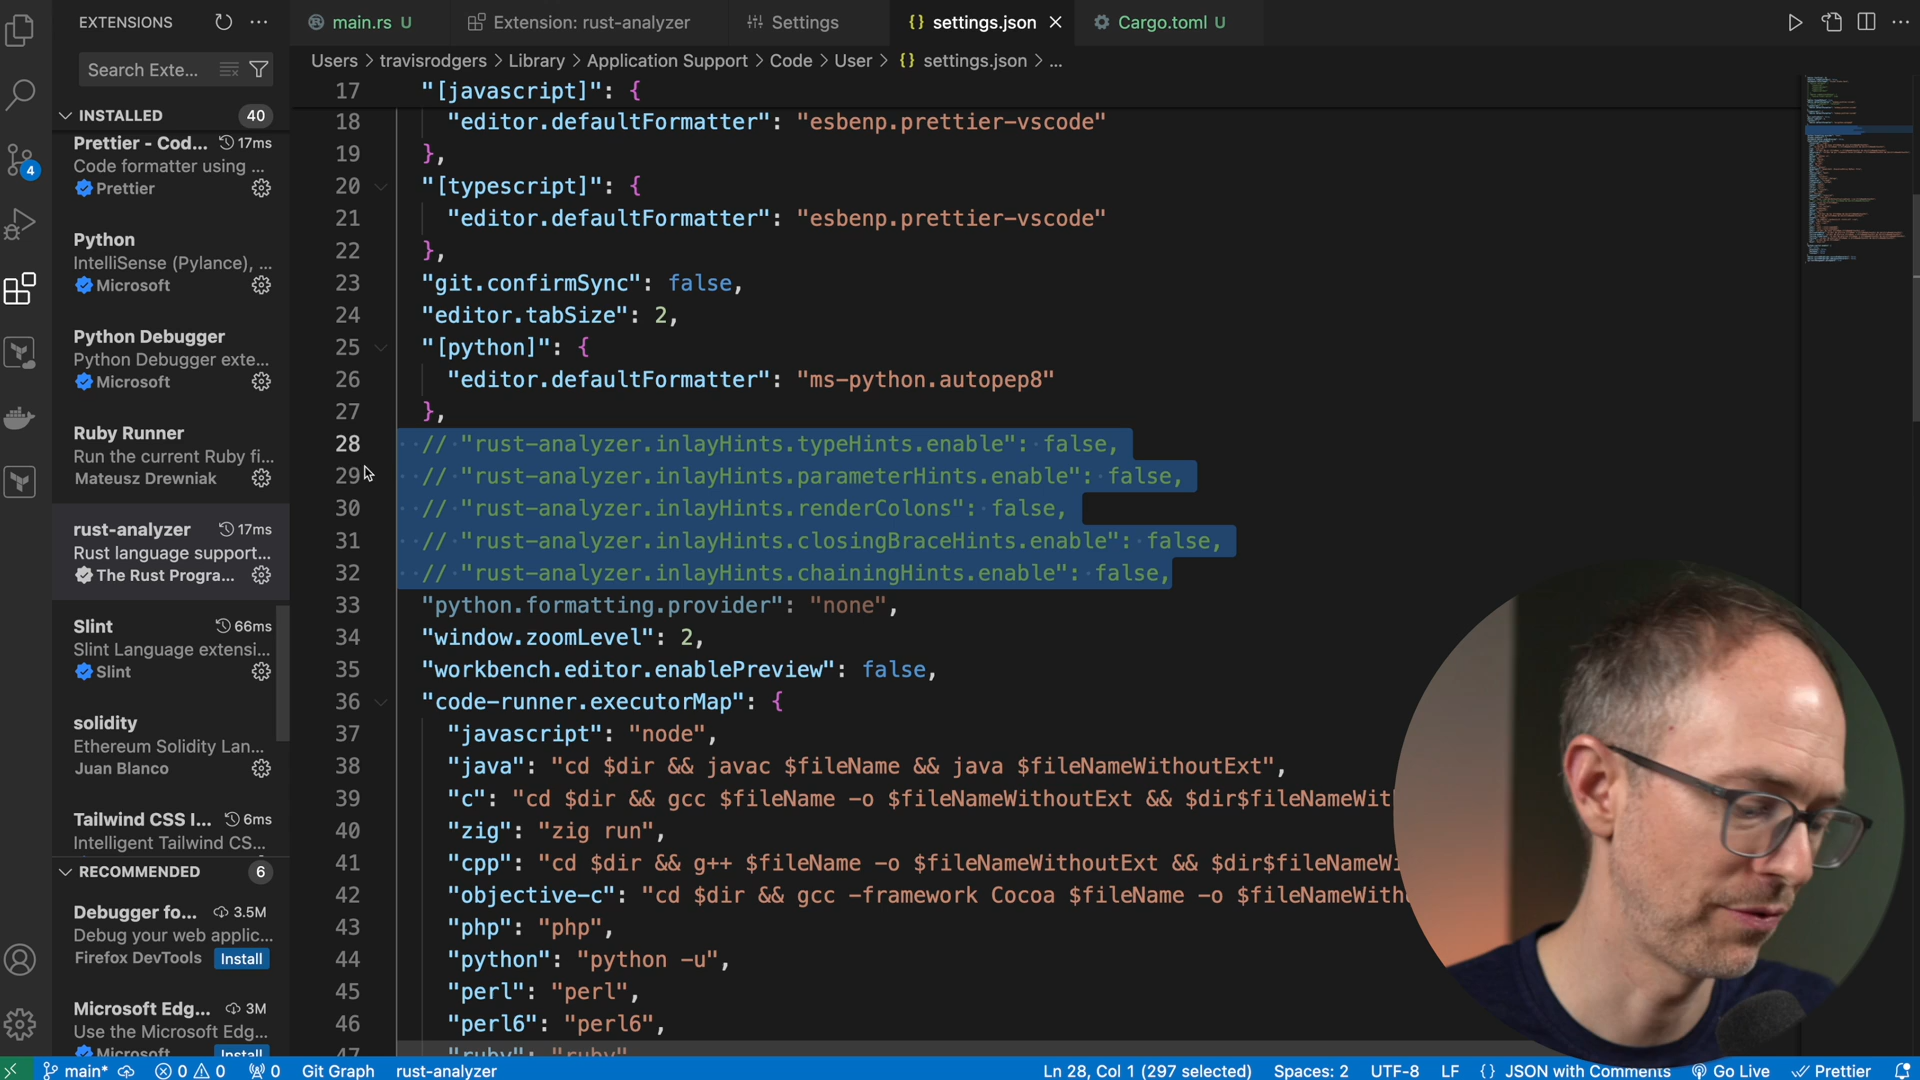 EXTENSIONS
main.rs U
Extension: rust-analyzer
Settings
{} settings.json
Cargo.toml U
Search Exte...
Users > travisrodgers > Library > Application Support > Code > User > {} settings.json > ...
INSTALLED 40
Prettier - Cod... 17ms
Code formatter using ...
Prettier
Python
IntelliSense (Pylance), ...
Microsoft
Python Debugger
Python Debugger exte...
Microsoft
Ruby Runner
Run the current Ruby fi...
Mateusz Drewniak
rust-analyzer 17ms
Rust language support...
The Rust Progra...
Slint 66ms
Slint Language extensi...
Slint
solidity
Ethereum Solidity Lan...
Juan Blanco
Tailwind CSS I... 6ms
Intelligent Tailwind CS...
RECOMMENDED 6
Debugger fo... 3.5M
Debug your web applic...
Firefox DevTools Install
Microsoft Edg... 3M
Use the Microsoft Edg...
Microsoft Install
4
17 "[javascript]": {
18 "editor.defaultFormatter": "esbenp.prettier-vscode"
19 },
20 "[typescript]": {
21 "editor.defaultFormatter": "esbenp.prettier-vscode"
22 },
23 "git.confirmSync": false,
24 "editor.tabSize": 2,
25 "[python]": {
26 "editor.defaultFormatter": "ms-python.autopep8"
27 },
28 // "rust-analyzer.inlayHints.typeHints.enable": false,
29 // "rust-analyzer.inlayHints.parameterHints.enable": false,
30 // "rust-analyzer.inlayHints.renderColons": false,
31 // "rust-analyzer.inlayHints.closingBraceHints.enable": false,
32 // "rust-analyzer.inlayHints.chainingHints.enable": false,
33 "python.formatting.provider": "none",
34 "window.zoomLevel": 2,
35 "workbench.editor.enablePreview": false,
36 "code-runner.executorMap": {
37 "javascript": "node",
38 "java": "cd $dir && javac $fileName && java $fileNameWithoutExt",
39 "c": "cd $dir && gcc $fileName -o $fileNameWithoutExt && $dir$fileNameWit
40 "zig": "zig run",
41 "cpp": "cd $dir && g++ $fileName -o $fileNameWithoutExt && $dir$fileNameWi
42 "objective-c": "cd $dir && gcc -framework Cocoa $fileName -o $fileNameWith
43 "php": "php",
44 "python": "python -u",
45 "perl": "perl",
46 "perl6": "perl6",
47 "ruby": "ruby"
main* 0 0 0 Git Graph rust-analyzer Ln 28, Col 1 (297 selected) Spaces: 2 UTF-8 LF {} JSON with Comments Go Live Prettier